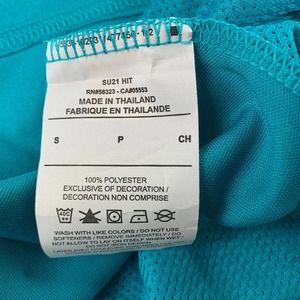 SU21 HIT
RN#56323 - CA#05553
MADE IN THAILAND
FABRIQUE EN THAILANDE
S P CH
100% POLYESTER
EXCLUSIVE OF DECORATION /
DECORATION NON COMPRISE
40C
WASH WITH LIKE COLORS / DO NOT USE
SOFTENERS / REMOVE IMMEDIATELY / DO
NOT ALLOW TO LAY ON ITSELF WHEN WET /